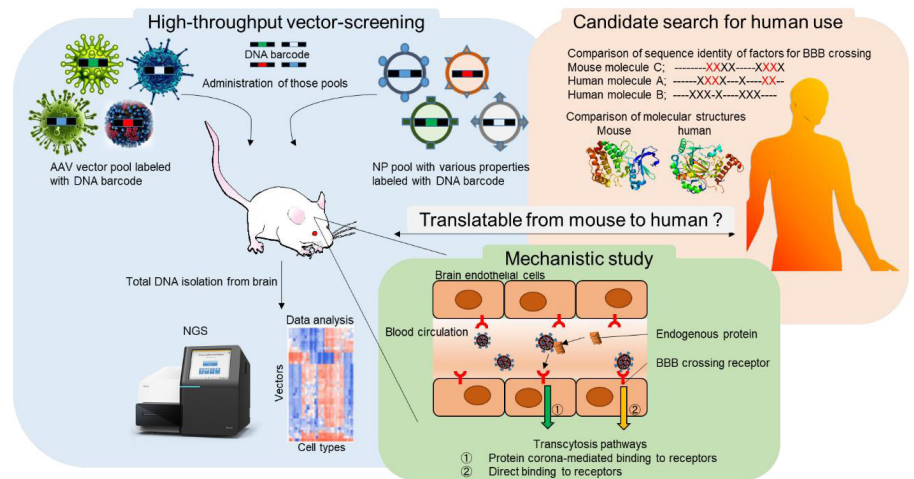 High-throughput vector-screening
DNA barcode
Administration of those pools
AAV vector pool labeled
with DNA barcode
NP pool with various properties
labeled with DNA barcode
Total DNA isolation from brain
NGS
Data analysis
Vectors
Cell types
Candidate search for human use
Comparison of sequence identity of factors for BBB crossing
Mouse molecule C; --------XXXX-----XXXX
Human molecule A; -----XXXX---X----XX--
Human molecule B; ----XXX-X----XXX----
Comparison of molecular structures
Mouse human
Translatable from mouse to human ?
Mechanistic study
Brain endothelial cells
Blood circulation
Endogenous protein
BBB crossing receptor
① ②
Transcytosis pathways
① Protein corona-mediated binding to receptors
② Direct binding to receptors